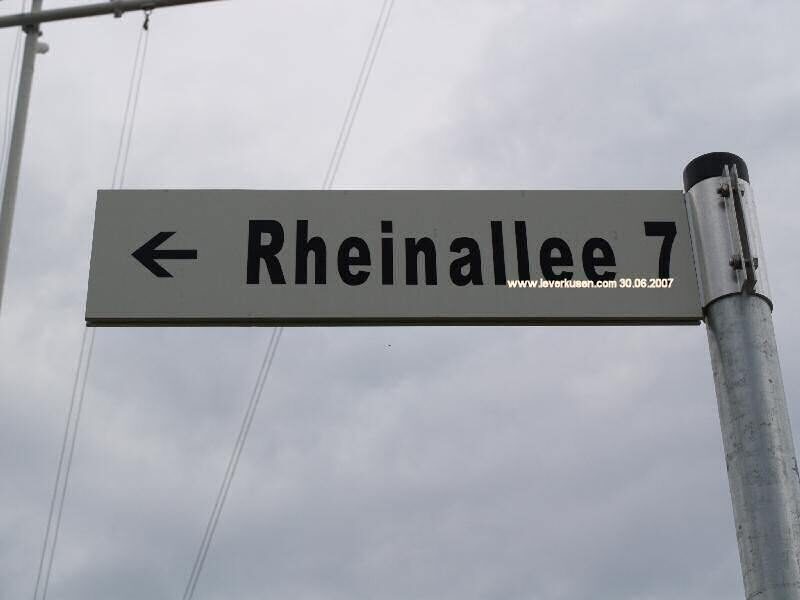 ← Rheinallee 7
www.leverkusen.com 30.06.2007